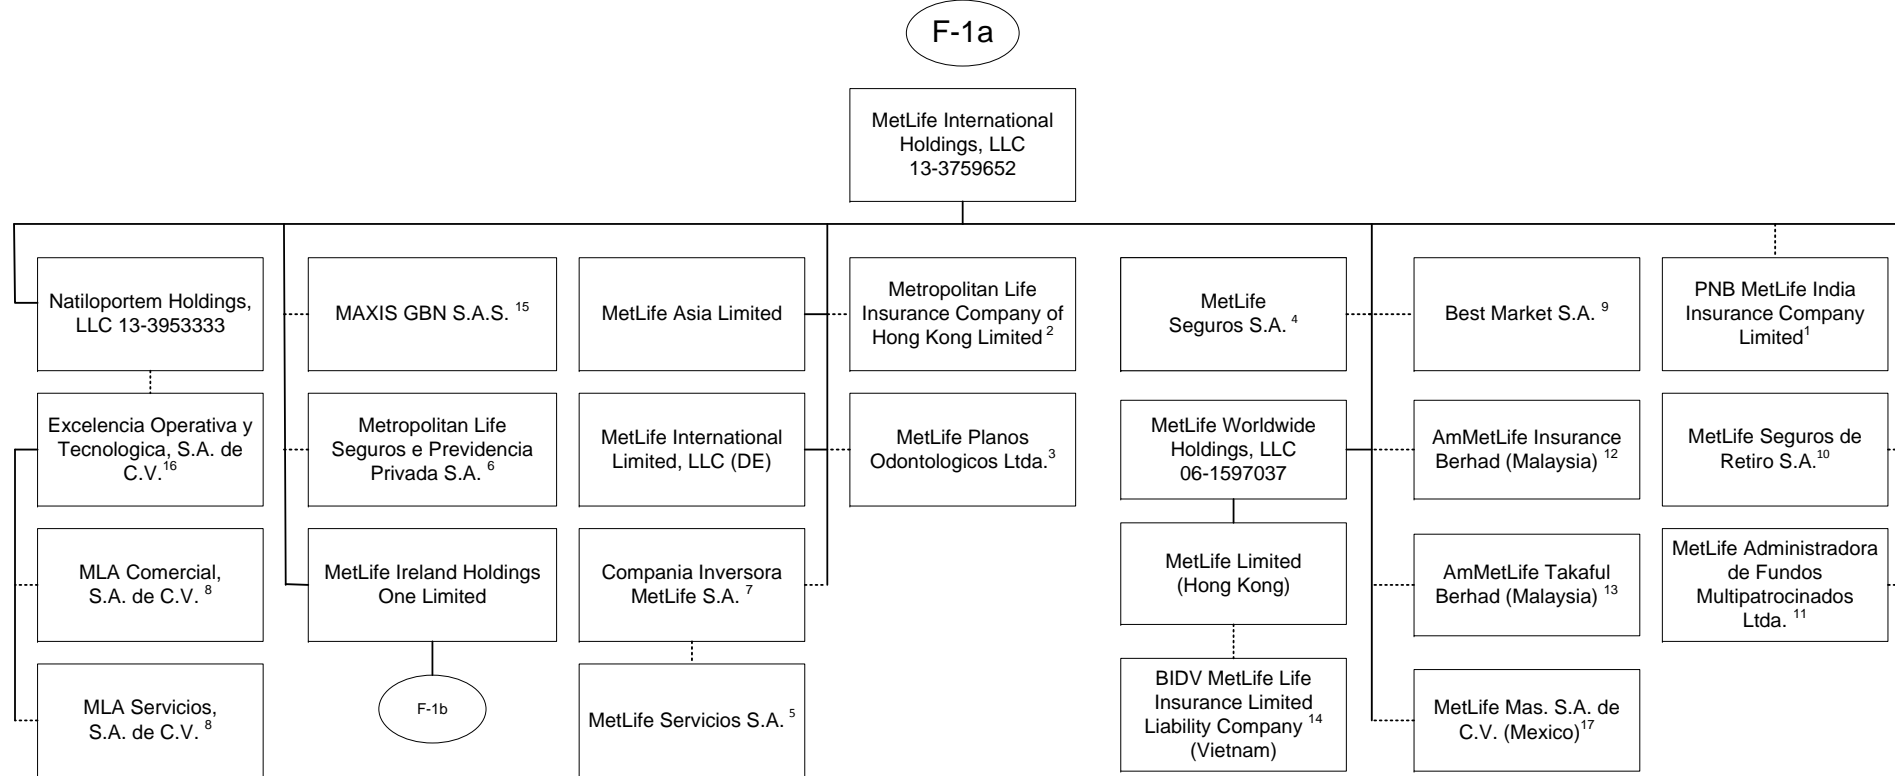 F-1a
MetLife International
Holdings, LLC
13-3759652
Natiloportem Holdings,
LLC 13-3953333
MAXIS GBN S.A.S. 15
MetLife Asia Limited
Metropolitan Life
Insurance Company of
Hong Kong Limited 2
MetLife
Seguros S.A. 4
Best Market S.A. 9
PNB MetLife India
Insurance Company
Limited1
Excelencia Operativa y
Tecnologica, S.A. de
C.V.16
Metropolitan Life
Seguros e Previdencia
Privada S.A. 6
MetLife International
Limited, LLC (DE)
MetLife Planos
Odontologicos Ltda.3
MetLife Worldwide
Holdings, LLC
06-1597037
AmMetLife Insurance
Berhad (Malaysia) 12
MetLife Seguros de
Retiro S.A.10
MLA Comercial,
S.A. de C.V. 8
MetLife Ireland Holdings
One Limited
Compania Inversora
MetLife S.A. 7
MetLife Limited
(Hong Kong)
AmMetLife Takaful
Berhad (Malaysia) 13
MetLife Administradora
de Fundos
Multipatrocinados
Ltda. 11
MLA Servicios,
S.A. de C.V. 8
F-1b
MetLife Servicios S.A. 5
BIDV MetLife Life
Insurance Limited
Liability Company 14
(Vietnam)
MetLife Mas. S.A. de
C.V. (Mexico)17